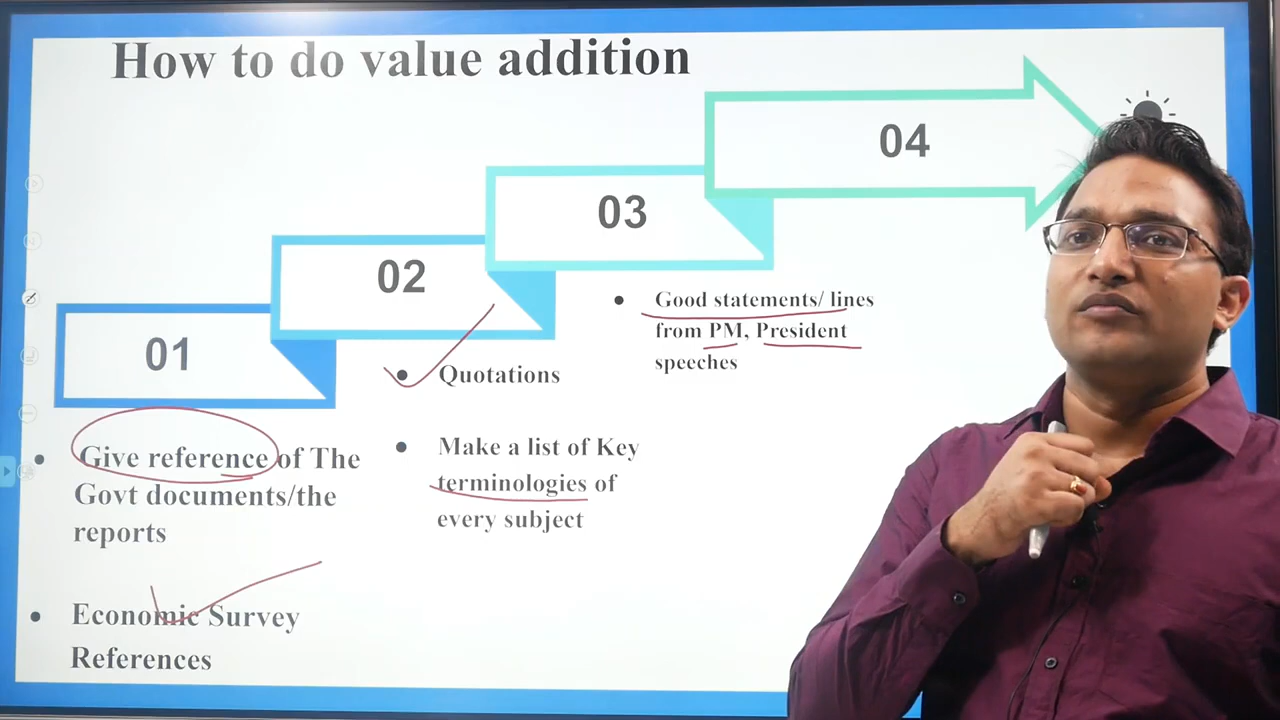 How to do value addition
01
Give reference of The
Govt documents/the
reports
Economic Survey
References
02
Quotations
Make a list of Key
terminologies of
every subject
03
Good statements/ lines
from PM, President
speeches
04